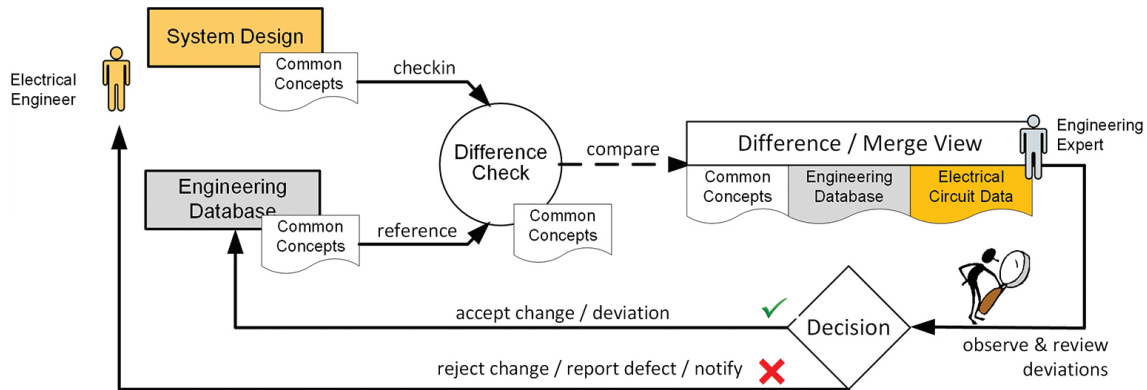 System Design
Common
Concepts
Electrical
Engineer
checkin
Difference
Check
Common
Concepts
compare
Difference / Merge View
Engineering
Expert
Common
Concepts
Engineering
Database
Electrical
Circuit Data
Engineering
Database
Common
Concepts
reference
accept change / deviation
Decision
observe & review
deviations
reject change / report defect / notify